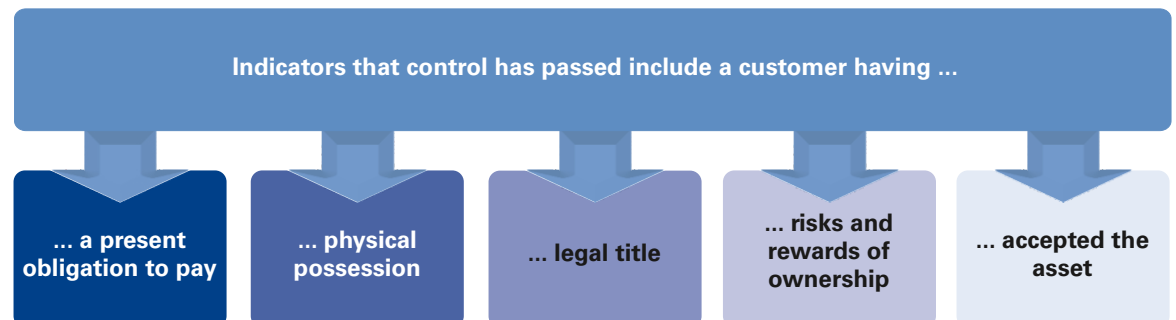 Indicators that control has passed include a customer having ...
... a present
obligation to pay
... physical
possession
... legal title
... risks and
rewards of
ownership
... accepted the
asset